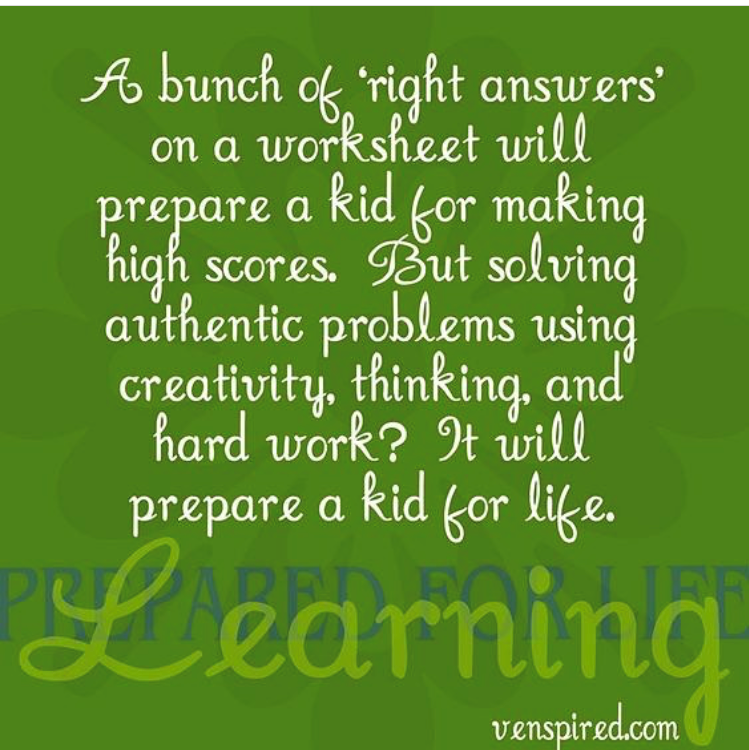 A bunch of ‘right answers’
on a worksheet will
prepare a kid for making
high scores. But solving
authentic problems using
creativity, thinking, and
hard work? It will
prepare a kid for life.
PREPARED FOR LIFE
Learning
venspired.com